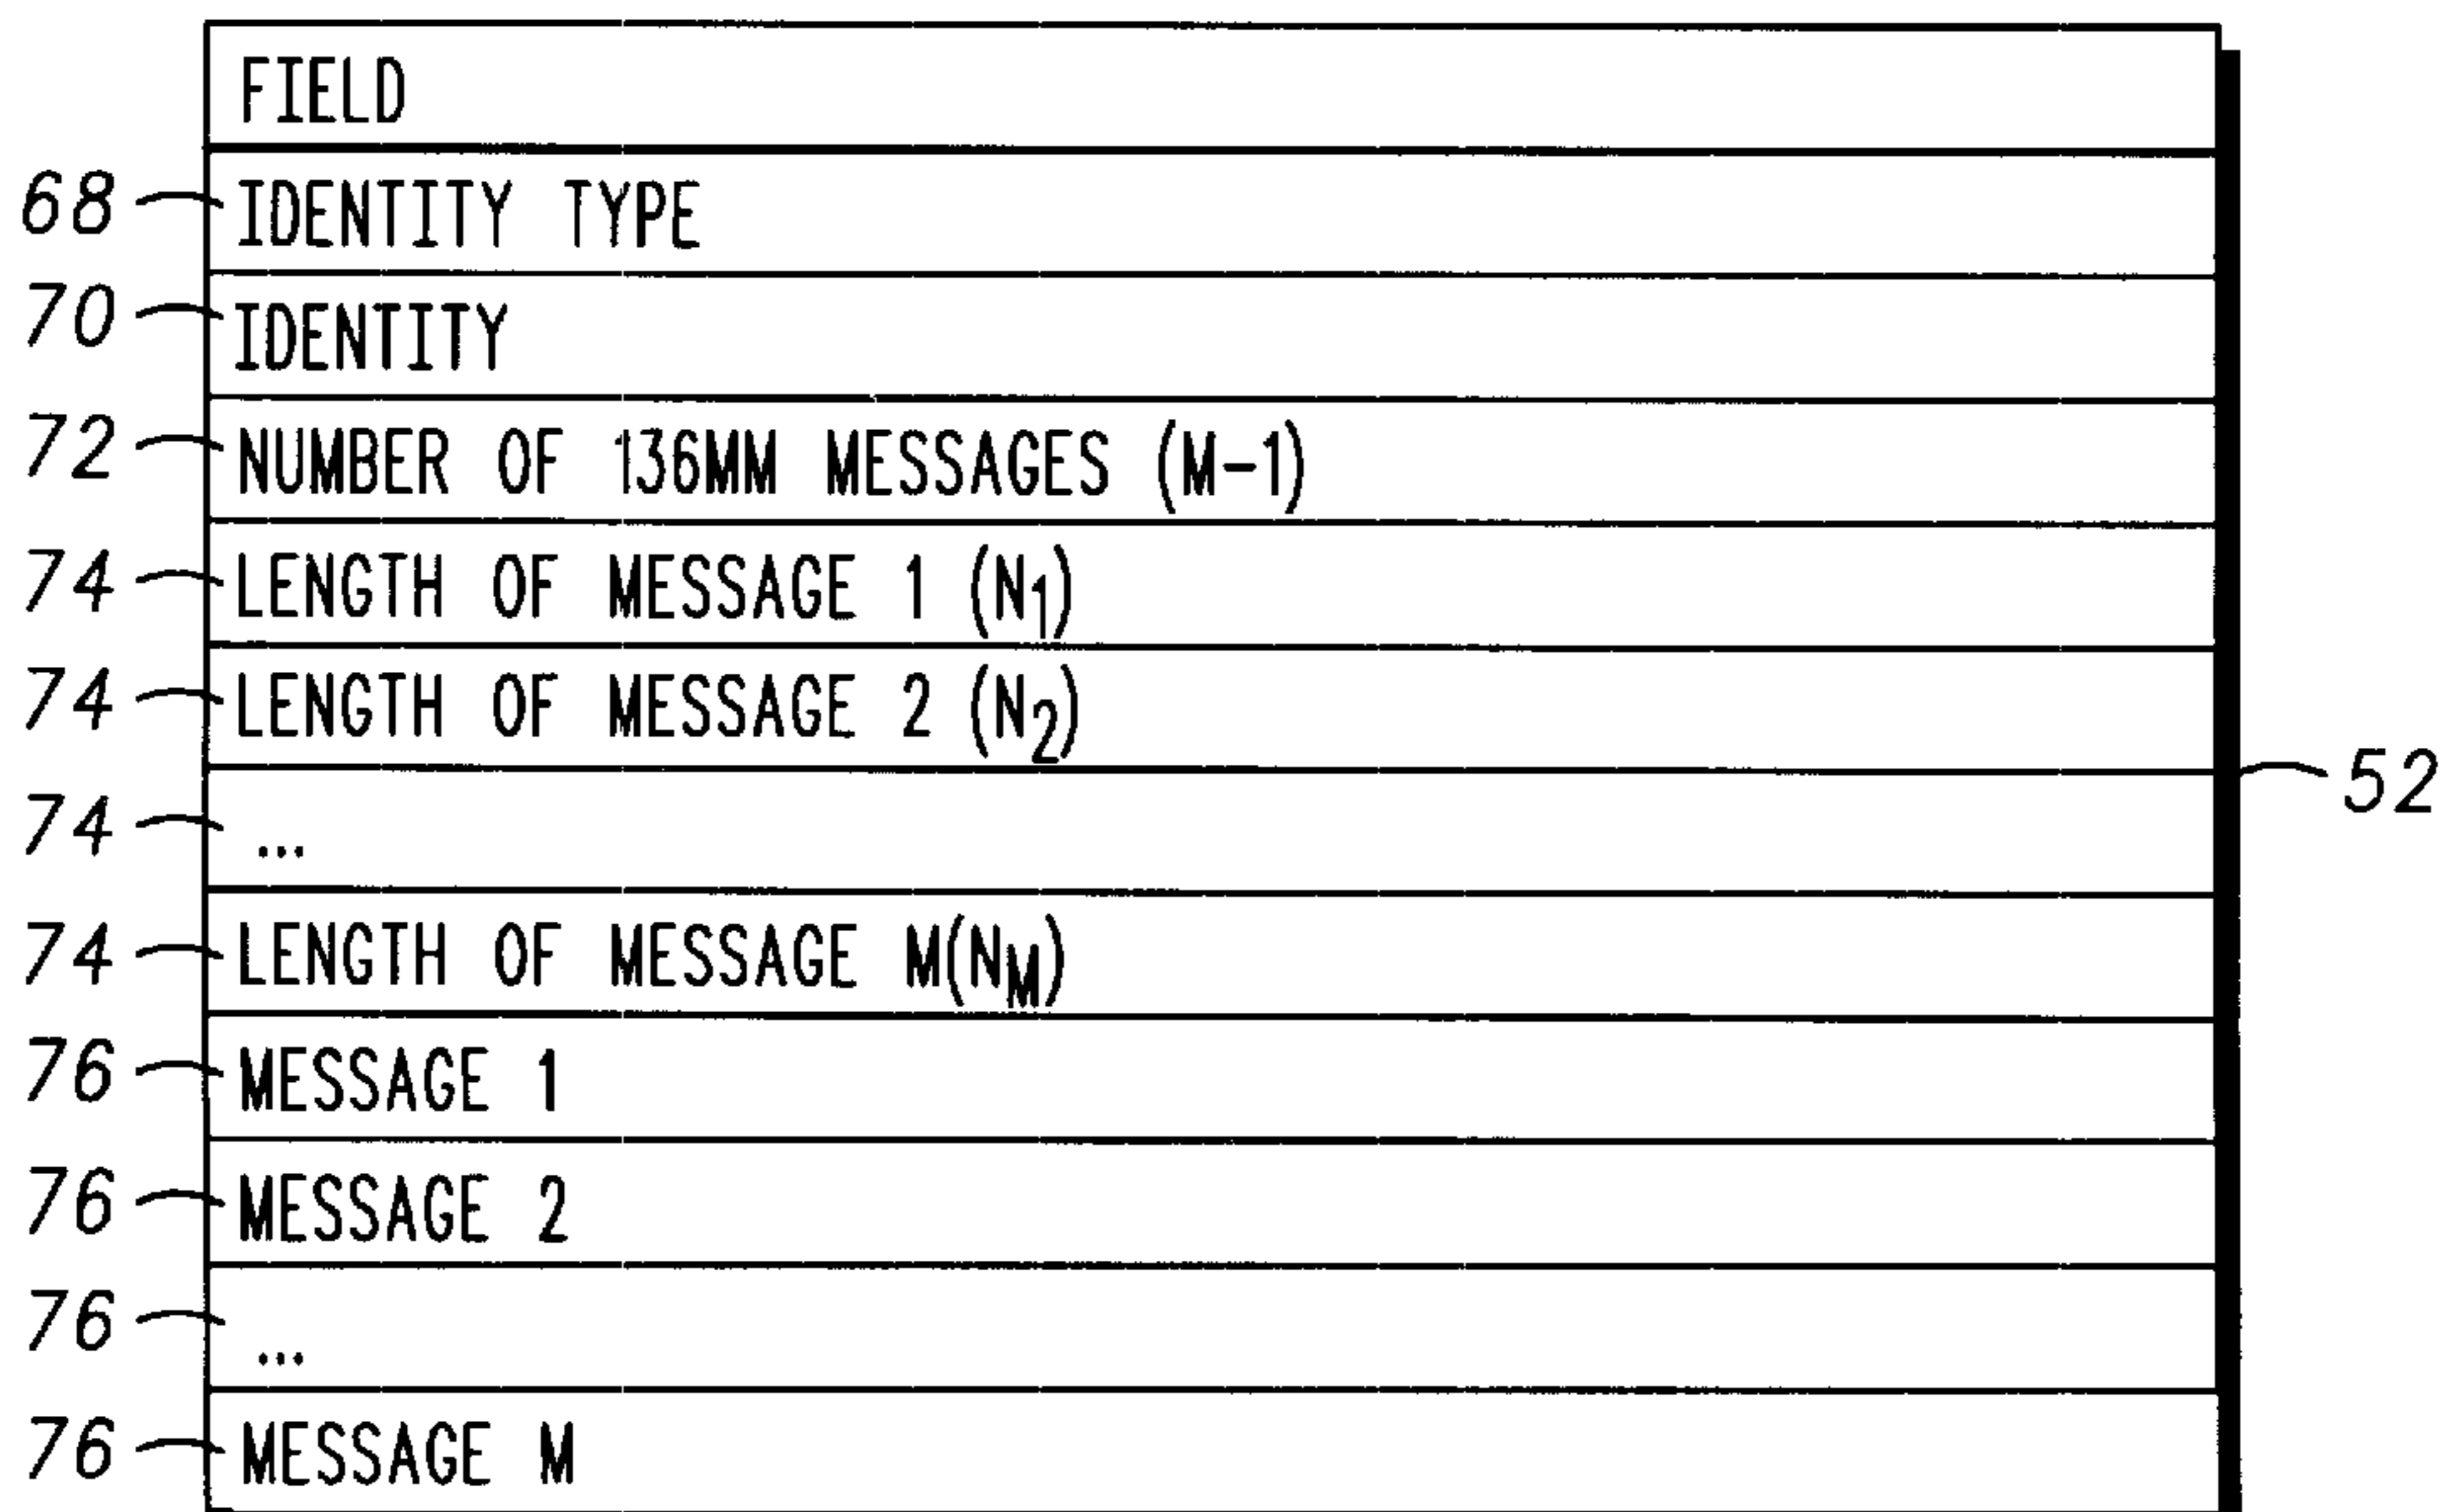 FIELD
68 IDENTITY TYPE
70 IDENTITY
72 NUMBER OF 136MM MESSAGES (M-1)
74 LENGTH OF MESSAGE 1 (N1)
74 LENGTH OF MESSAGE 2 (N2)
52
74 ...
74 LENGTH OF MESSAGE M(NM)
76 MESSAGE 1
76 MESSAGE 2
76 ...
76 MESSAGE M